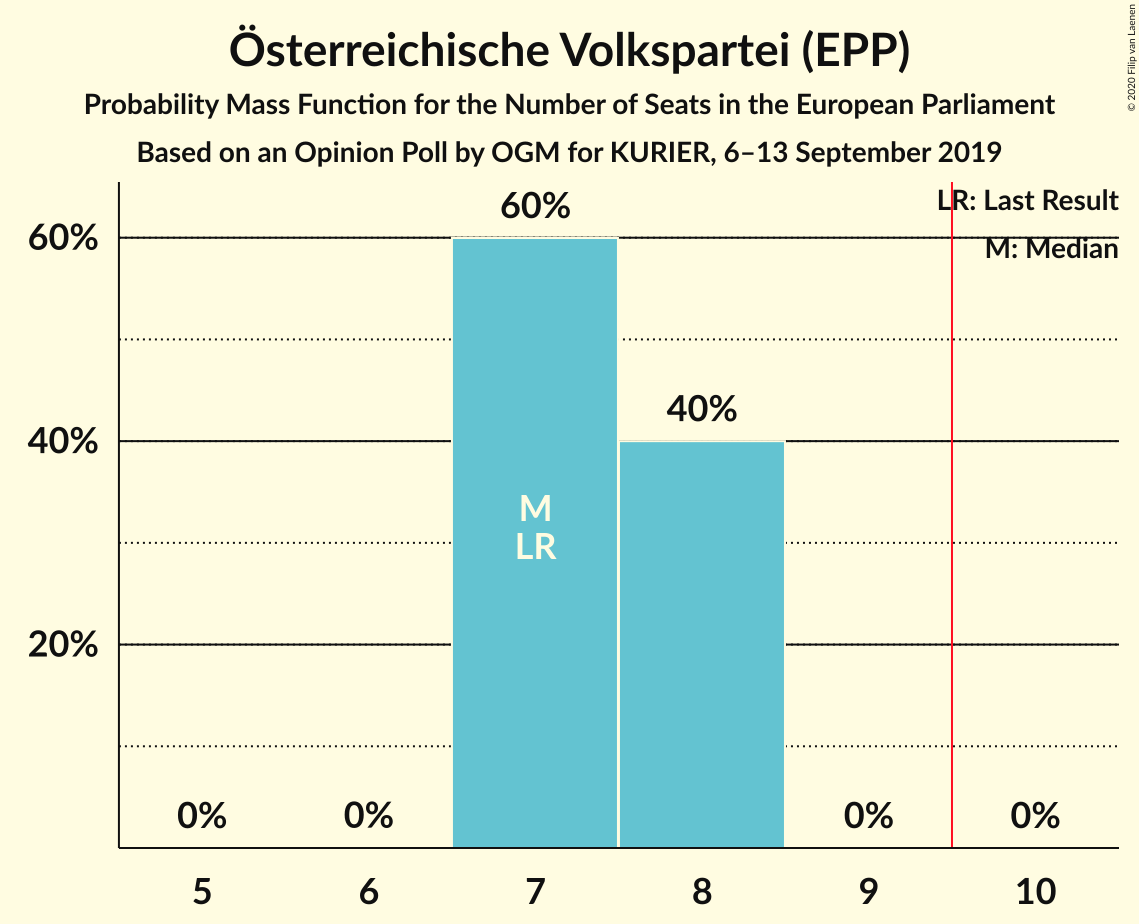 Österreichische Volkspartei (EPP)
Probability Mass Function for the Number of Seats in the European Parliament
Based on an Opinion Poll by OGM for KURIER, 6–13 September 2019
© 2020 Filip van Laenen
LR: Last Result
M: Median
60%
40%
20%
0%
0%
60%
40%
0%
0%
M
LR
5
6
7
8
9
10